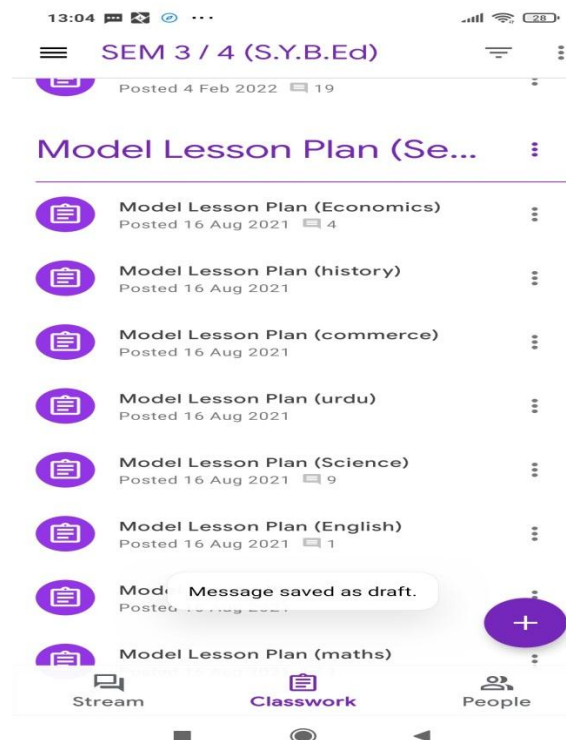 13:04
28
SEM 3 / 4 (S.Y.B.Ed)
Posted 4 Feb 2022 19
Model Lesson Plan (Se...
Model Lesson Plan (Economics)
Posted 16 Aug 2021 4
Model Lesson Plan (history)
Posted 16 Aug 2021
Model Lesson Plan (commerce)
Posted 16 Aug 2021
Model Lesson Plan (urdu)
Posted 16 Aug 2021
Model Lesson Plan (Science)
Posted 16 Aug 2021 9
Model Lesson Plan (English)
Posted 16 Aug 2021 1
Message saved as draft.
Model Lesson Plan (maths)
Stream
Classwork
People